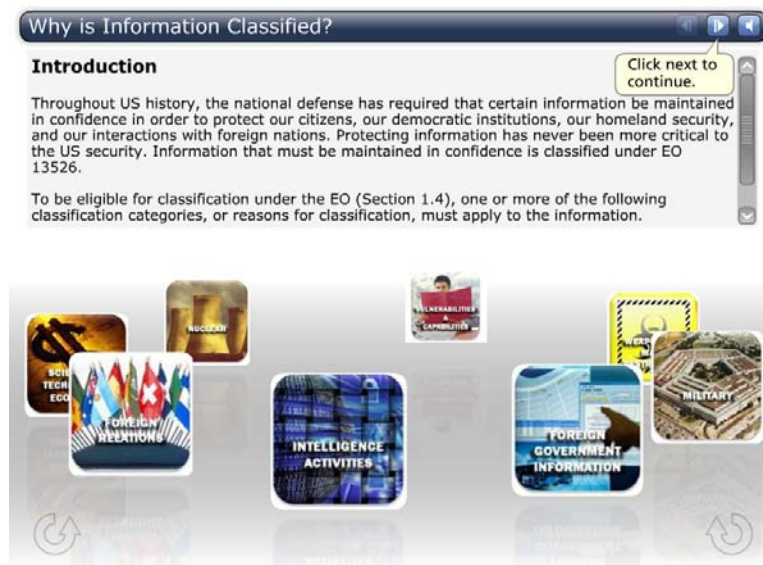 Why is Information Classified?
Click next to
continue.
Introduction
Throughout US history, the national defense has required that certain information be maintained
in confidence in order to protect our citizens, our democratic institutions, our homeland security,
and our interactions with foreign nations. Protecting information has never been more critical to
the US security. Information that must be maintained in confidence is classified under EO
13526.
To be eligible for classification under the EO (Section 1.4), one or more of the following
classification categories, or reasons for classification, must apply to the information.
NUCLEAR
VULNERABILITIES
&
CAPABILITIES
MILITARY
FOREIGN
RELATIONS
INTELLIGENCE
ACTIVITIES
FOREIGN
GOVERNMENT
INFORMATION